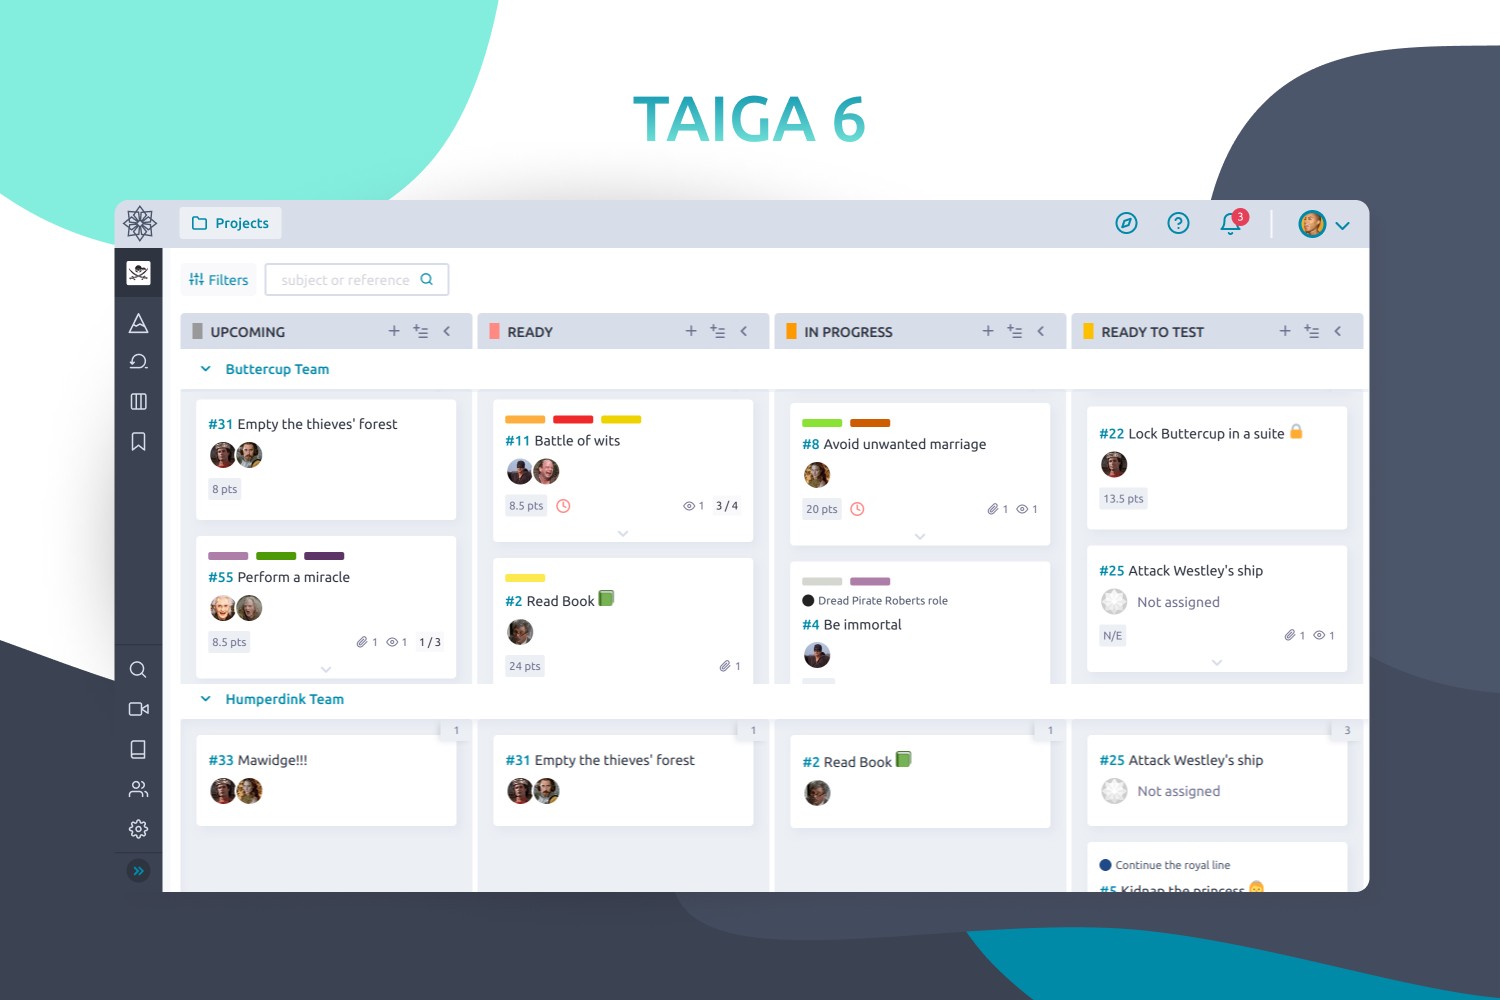 TAIGA 6
Projects
3
Filters
subject or reference
UPCOMING
READY
IN PROGRESS
READY TO TEST
Buttercup Team
#31 Empty the thieves' forest
8 pts
#55 Perform a miracle
8.5 pts
1
1
1 / 3
#11 Battle of wits
8.5 pts
1
3 / 4
#2 Read Book
24 pts
1
#8 Avoid unwanted marriage
20 pts
1
1
Dread Pirate Roberts role
#4 Be immortal
#22 Lock Buttercup in a suite
13.5 pts
#25 Attack Westley's ship
Not assigned
N/E
1
1
Humperdink Team
1
#33 Mawidge!!!
1
#31 Empty the thieves' forest
1
#2 Read Book
3
#25 Attack Westley's ship
Not assigned
Continue the royal line
#5 Kidnap the princess